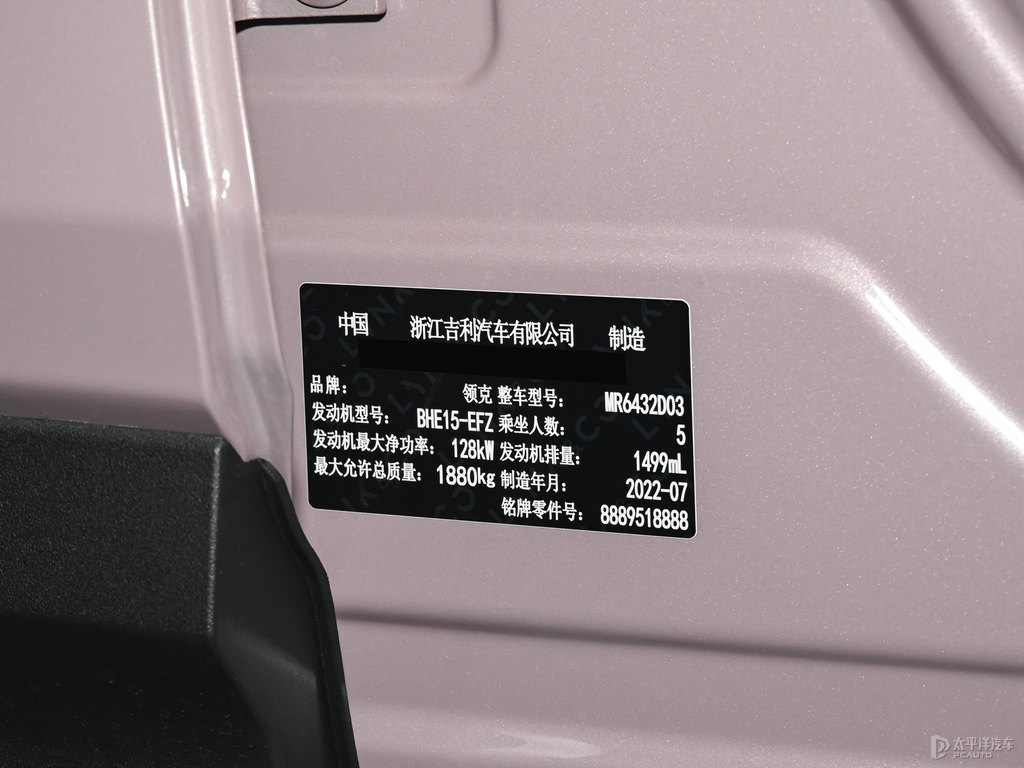 中国 浙江吉利汽车有限公司 制造
品牌： 领克 整车型号： MR6432D03
发动机型号： BHE15-EFZ 乘坐人数： 5
发动机最大净功率： 128kW 发动机排量： 1499mL
最大允许总质量： 1880kg 制造年月： 2022-07
铭牌零件号： 8889518888
太平洋汽车
PCAUTO